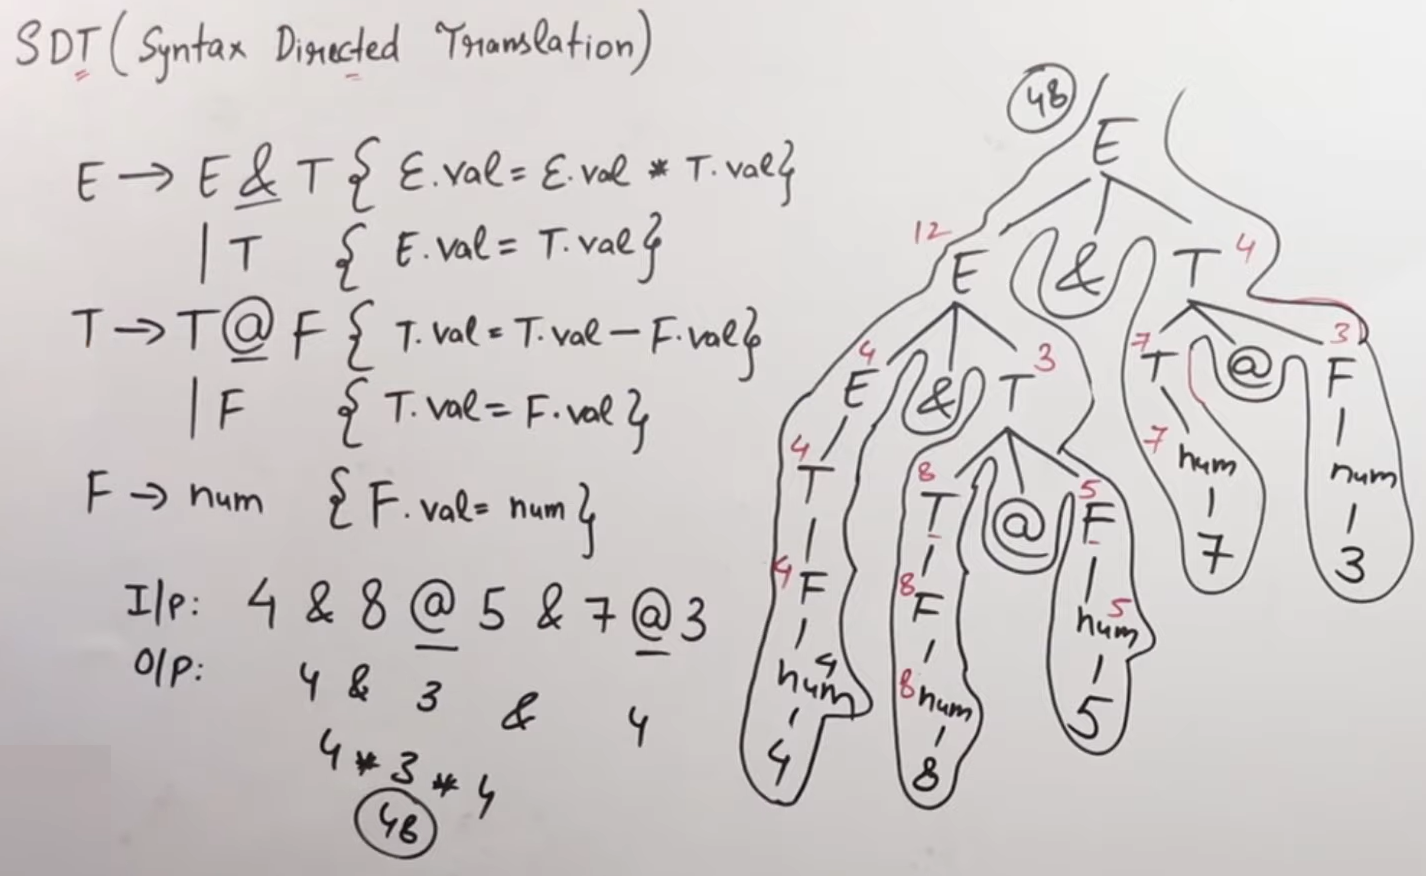 SDT (Syntax Directed Translation)
E → E & T { E.val = E.val * T.val}
| T { E.val = T.val}
T → T @ F { T.val = T.val - F.val}
| F { T.val = F.val}
F → num { F.val = num}
I/p: 4 & 8 @ 5 & 7 @ 3
O/p: 4 & 3 & 4
4 * 3 * 4
48
48
E
12 E & T 4
4 E & T 3 7 T @ F 3
4 T 8 T @ F 5 7 num num
4 F 8 F num 5 7 3
num 4 8 num 5
4 8